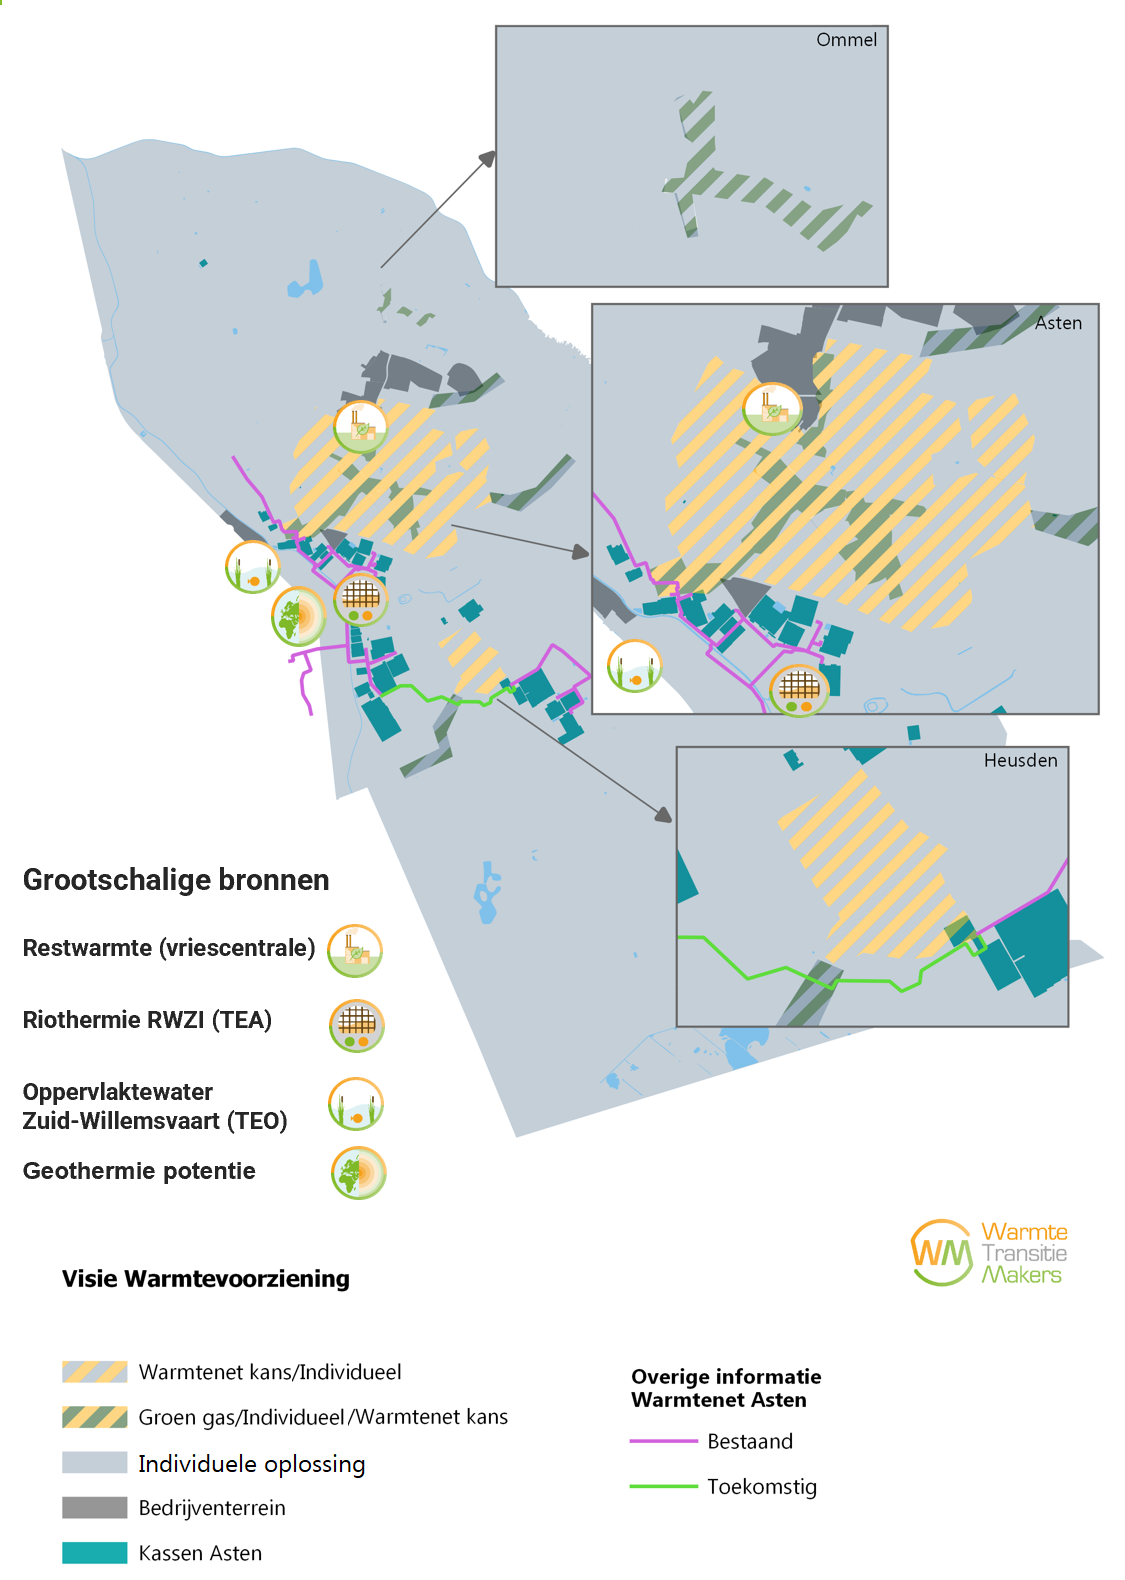 Ommel
Asten
Heusden
Grootschalige bronnen
Restwarmte (vriescentrale)
Riothermie RWZI (TEA)
Oppervlaktewater
Zuid-Willemsvaart (TEO)
Geothermie potentie
WM
Warmte
Transitie
Makers
Visie Warmtevoorziening
Warmtenet kans/Individueel
Groen gas/Individueel/Warmtenet kans
Individuele oplossing
Bedrijventerrein
Kassen Asten
Overige informatie
Warmtenet Asten
Bestaand
Toekomstig